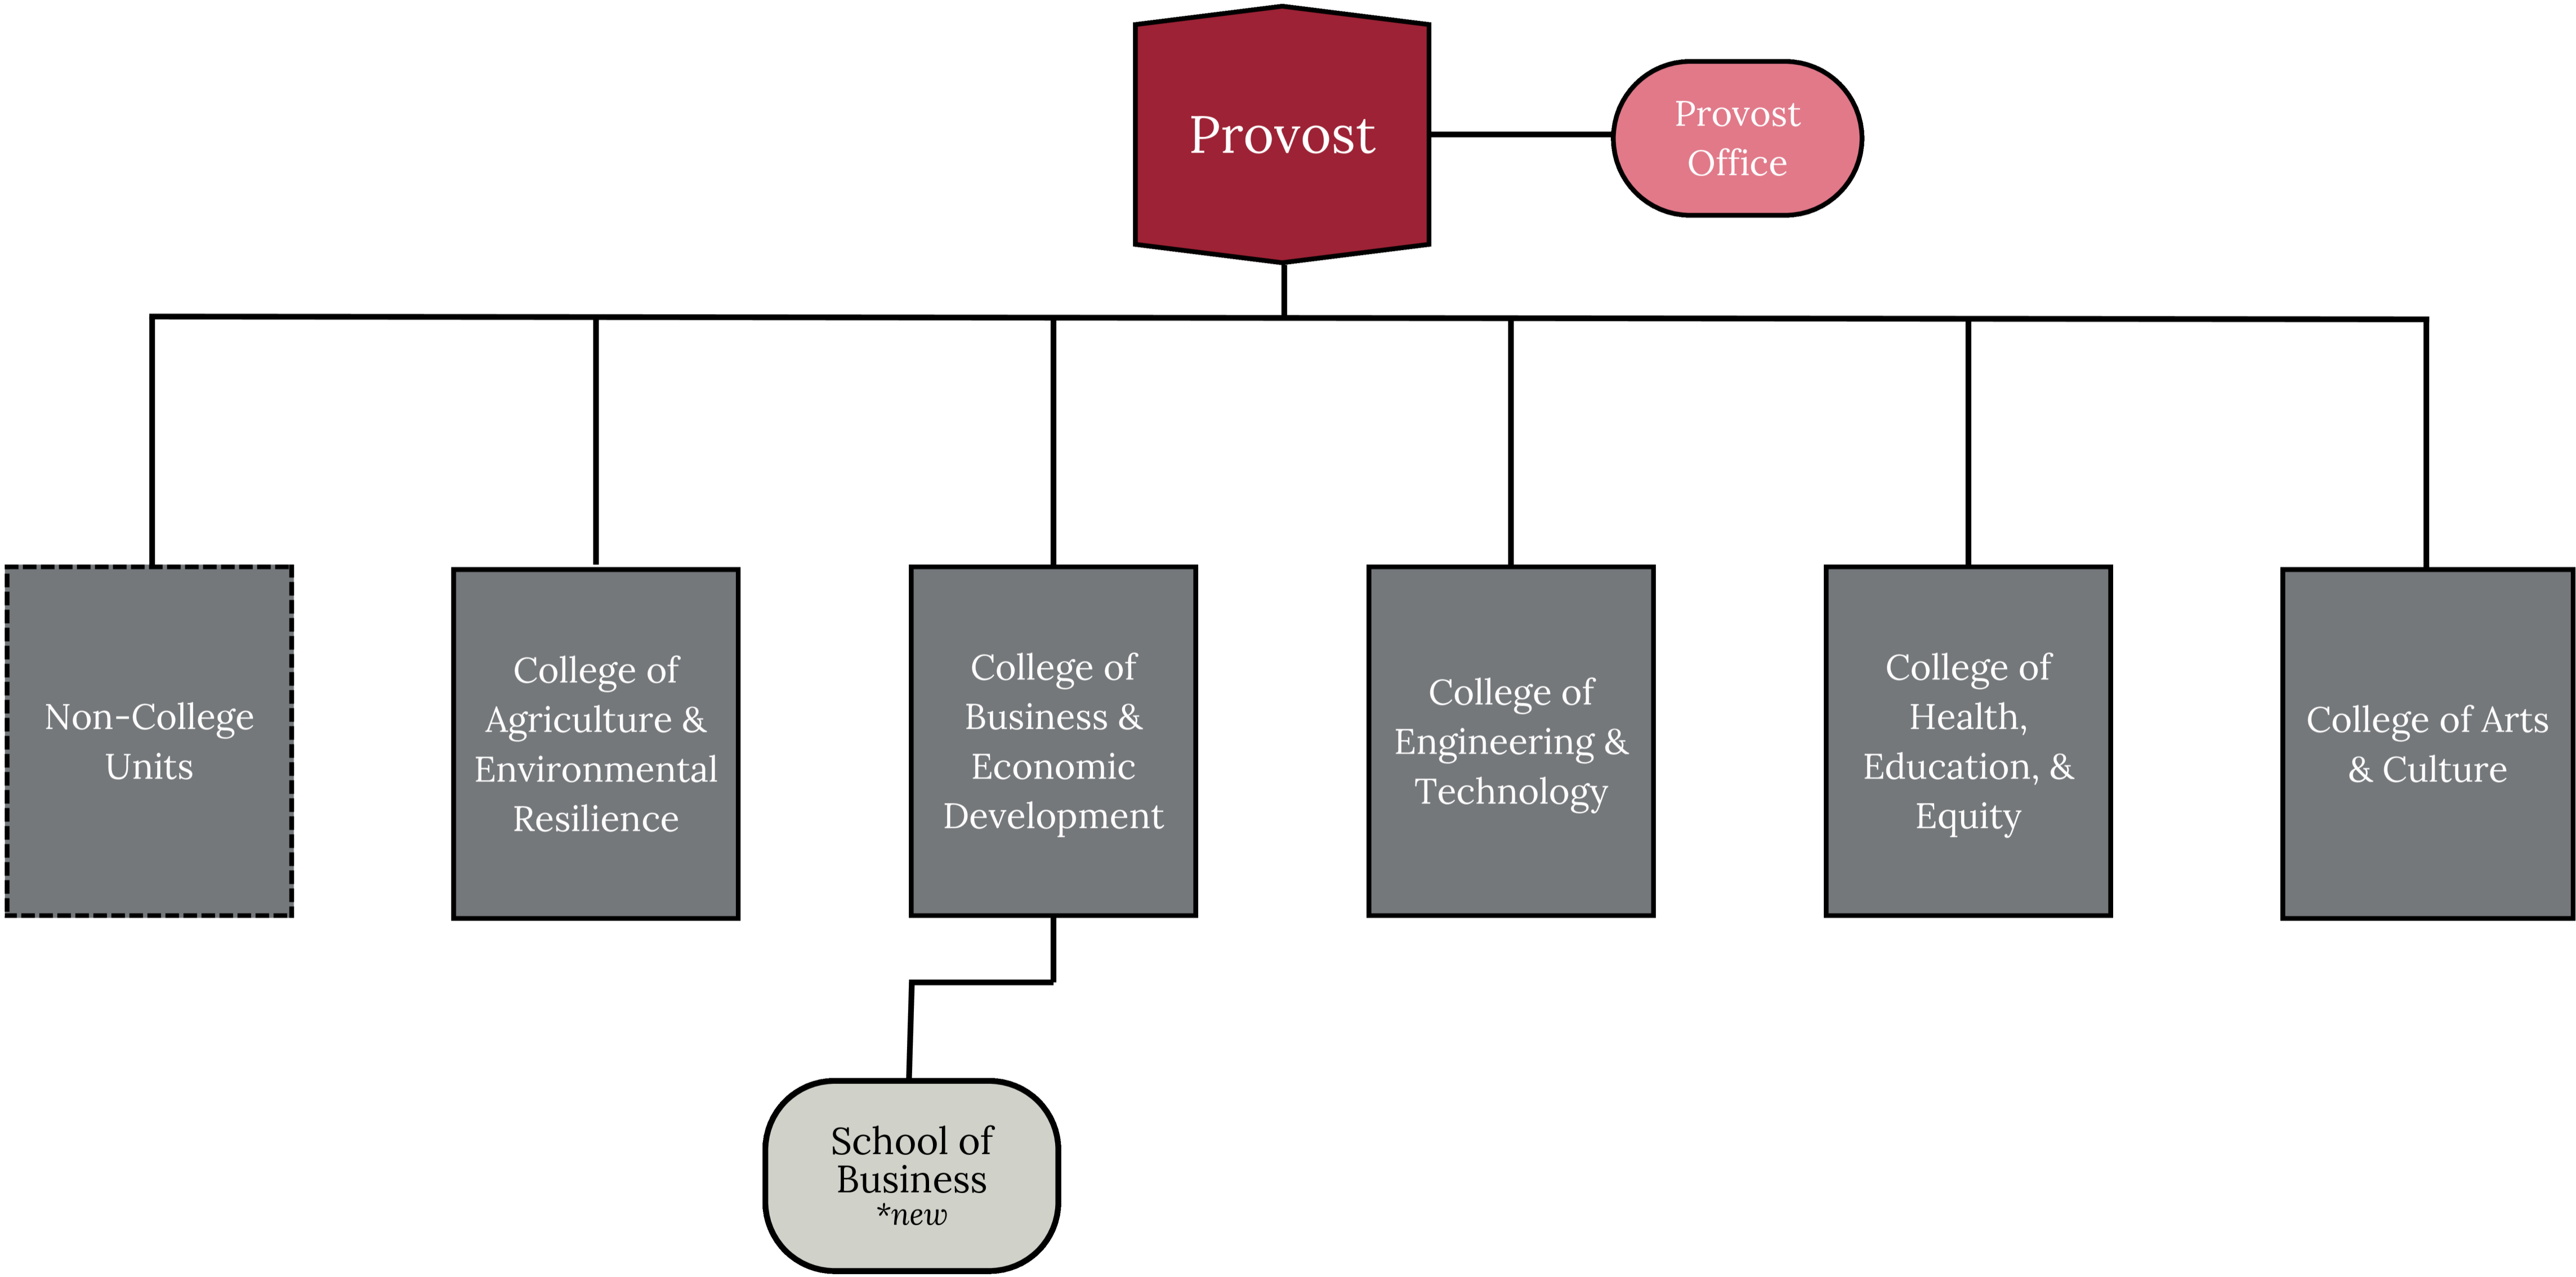 Provost
Provost
Office
Non-College
Units
College of
Agriculture &
Environmental
Resilience
College of
Business &
Economic
Development
College of
Engineering &
Technology
College of
Health,
Education, &
Equity
College of Arts
& Culture
School of
Business
*new